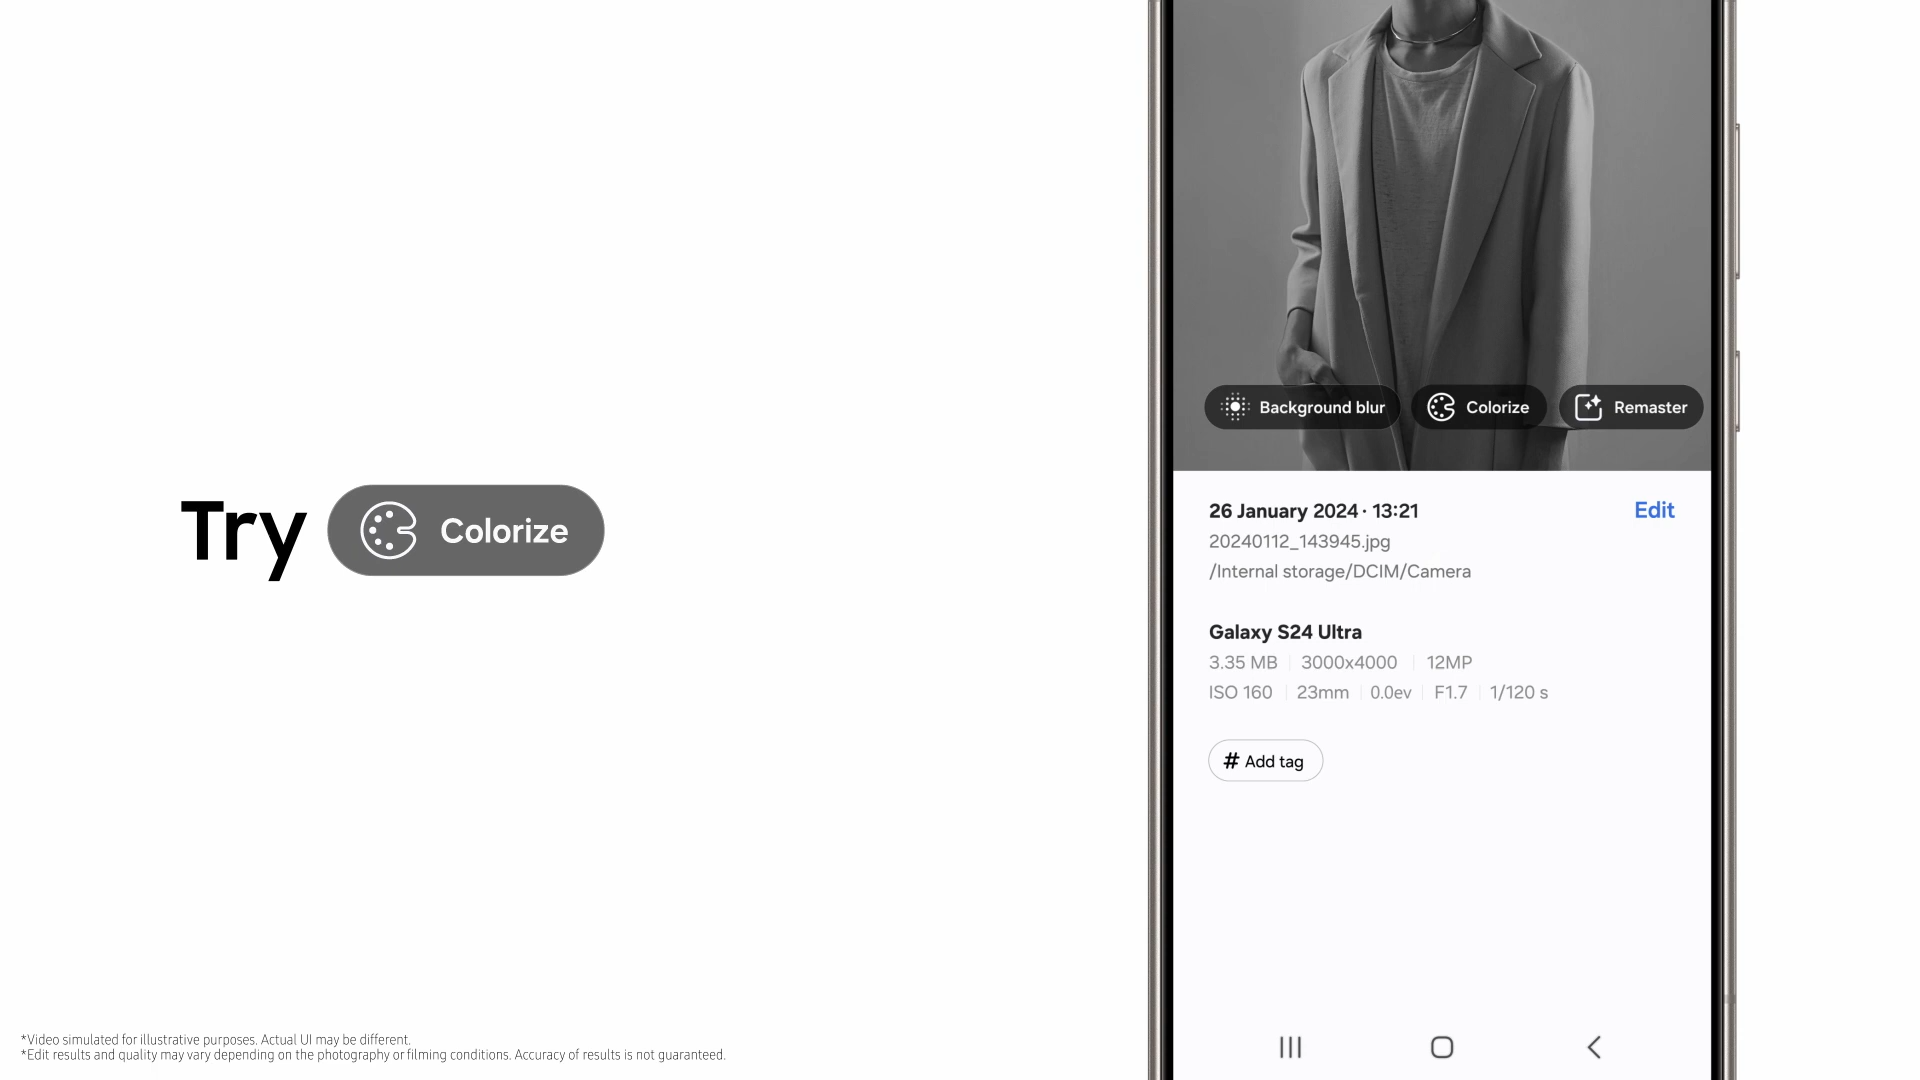 Try Colorize
Background blur
Colorize
Remaster
26 January 2024 · 13:21
Edit
20240112_143945.jpg
/Internal storage/DCIM/Camera
Galaxy S24 Ultra
3.35 MB | 3000x4000 | 12MP
ISO 160 | 23mm | 0.0ev | F1.7 | 1/120 s
# Add tag
*Video simulated for illustrative purposes. Actual UI may be different.
*Edit results and quality may vary depending on the photography or filming conditions. Accuracy of results is not guaranteed.